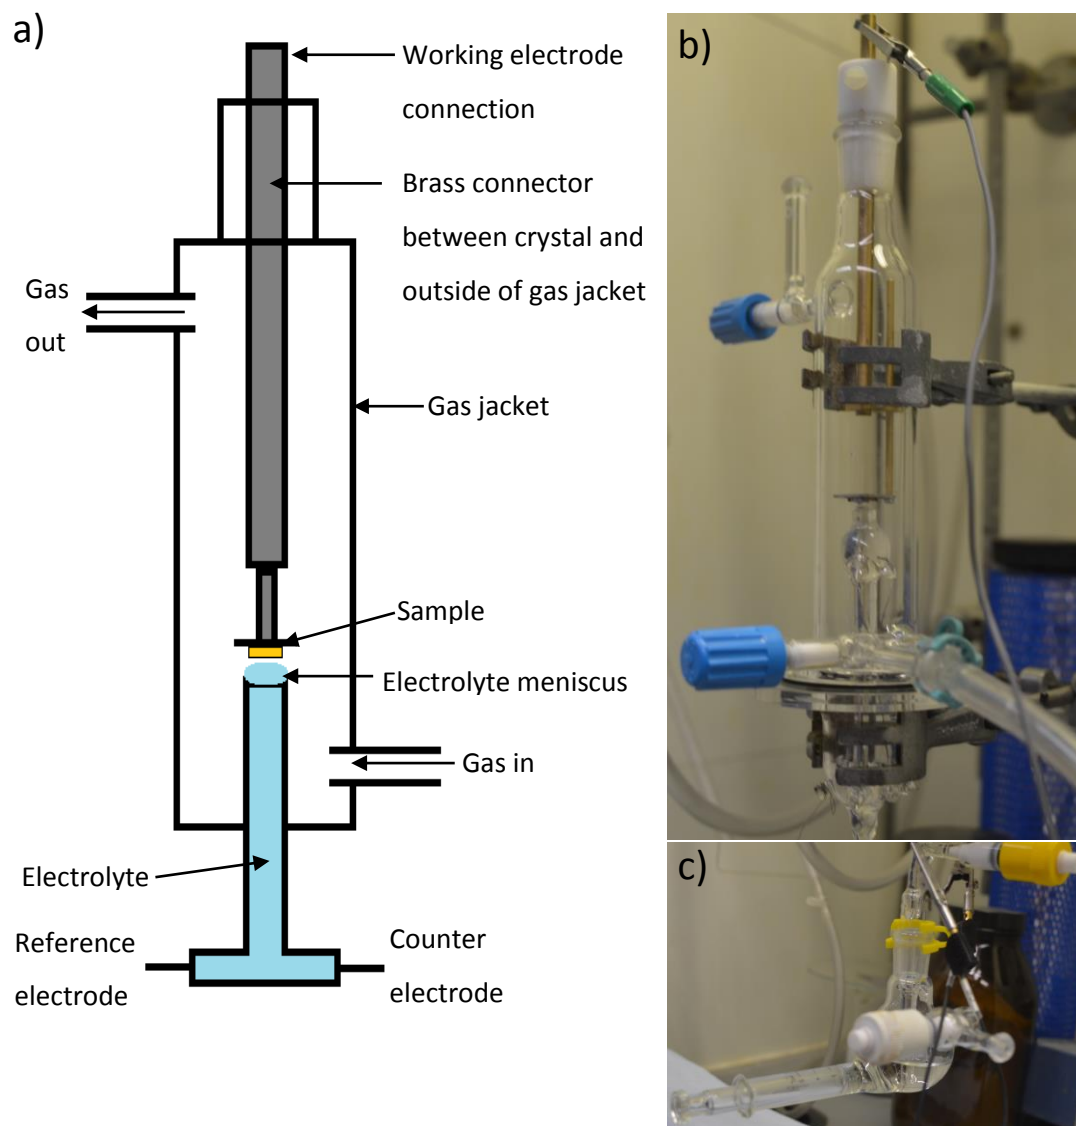 a)
Working electrode
connection
Brass connector
between crystal and
outside of gas jacket
Gas
out
Gas jacket
Sample
Electrolyte meniscus
Gas in
Electrolyte
Reference
electrode
Counter
electrode
b)
c)